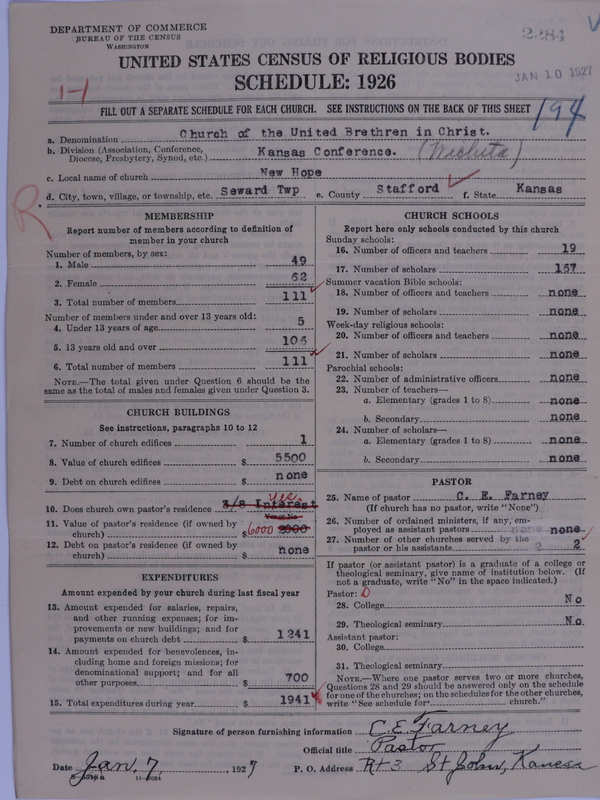 DEPARTMENT OF COMMERCE
BUREAU OF THE CENSUS
WASHINGTON
2284
UNITED STATES CENSUS OF RELIGIOUS BODIES
SCHEDULE: 1926
JAN 10 1927
1-1
FILL OUT A SEPARATE SCHEDULE FOR EACH CHURCH. SEE INSTRUCTIONS ON THE BACK OF THIS SHEET
194
a. Denomination Church of the United Brethren in Christ.
b. Division (Association, Conference, Diocese, Presbytery, Synod, etc.) Kansas Conference. (Wichita)
c. Local name of church New Hope
d. City, town, village, or township, etc. Seward Twp e. County Stafford f. State Kansas
R
MEMBERSHIP
Report number of members according to definition of
member in your church
Number of members, by sex:
1. Male 49
2. Female 62
3. Total number of members 111
Number of members under and over 13 years old:
4. Under 13 years of age 5
5. 13 years old and over 106
6. Total number of members 111
NOTE.—The total given under Question 6 should be the
same as the total of males and females given under Question 3.
CHURCH BUILDINGS
See instructions, paragraphs 10 to 12
7. Number of church edifices 1
8. Value of church edifices $ 5500
9. Debt on church edifices $ none
10. Does church own pastor's residence 3/8 Interest yes
11. Value of pastor's residence (if owned by
church) $ 6000 2000
12. Debt on pastor's residence (if owned by
church) $ none
EXPENDITURES
Amount expended by your church during last fiscal year
13. Amount expended for salaries, repairs,
and other running expenses; for im-
provements or new buildings; and for
payments on church debt $ 1241
14. Amount expended for benevolences, in-
cluding home and foreign missions; for
denominational support; and for all
other purposes $ 700
15. Total expenditures during year $ 1941
CHURCH SCHOOLS
Report here only schools conducted by this church
Sunday schools:
16. Number of officers and teachers 19
17. Number of scholars 157
Summer vacation Bible schools:
18. Number of officers and teachers none
19. Number of scholars none
Week-day religious schools:
20. Number of officers and teachers none
21. Number of scholars none
Parochial schools:
22. Number of administrative officers none
23. Number of teachers—
a. Elementary (grades 1 to 8) none
b. Secondary none
24. Number of scholars—
a. Elementary (grades 1 to 8) none
b. Secondary none
PASTOR
25. Name of pastor C. E. Farney
(If church has no pastor, write "None")
26. Number of ordained ministers, if any, em-
ployed as assistant pastors none
27. Number of other churches served by the
pastor or his assistants 2
If pastor (or assistant pastor) is a graduate of a college or
theological seminary, give name of institution below. (If
not a graduate, write "No" in the space indicated.)
Pastor: 0
28. College No
29. Theological seminary No.
Assistant pastor:
30. College
31. Theological seminary
NOTE.—Where one pastor serves two or more churches,
Questions 28 and 29 should be answered only on the schedule
for one of the churches; on the schedules for the other churches,
write "See schedule for church."
Signature of person furnishing information C. E. Farney
Official title Pastor
Date Jan, 7, 1927 P. O. Address Rt 3 St John, Kansas